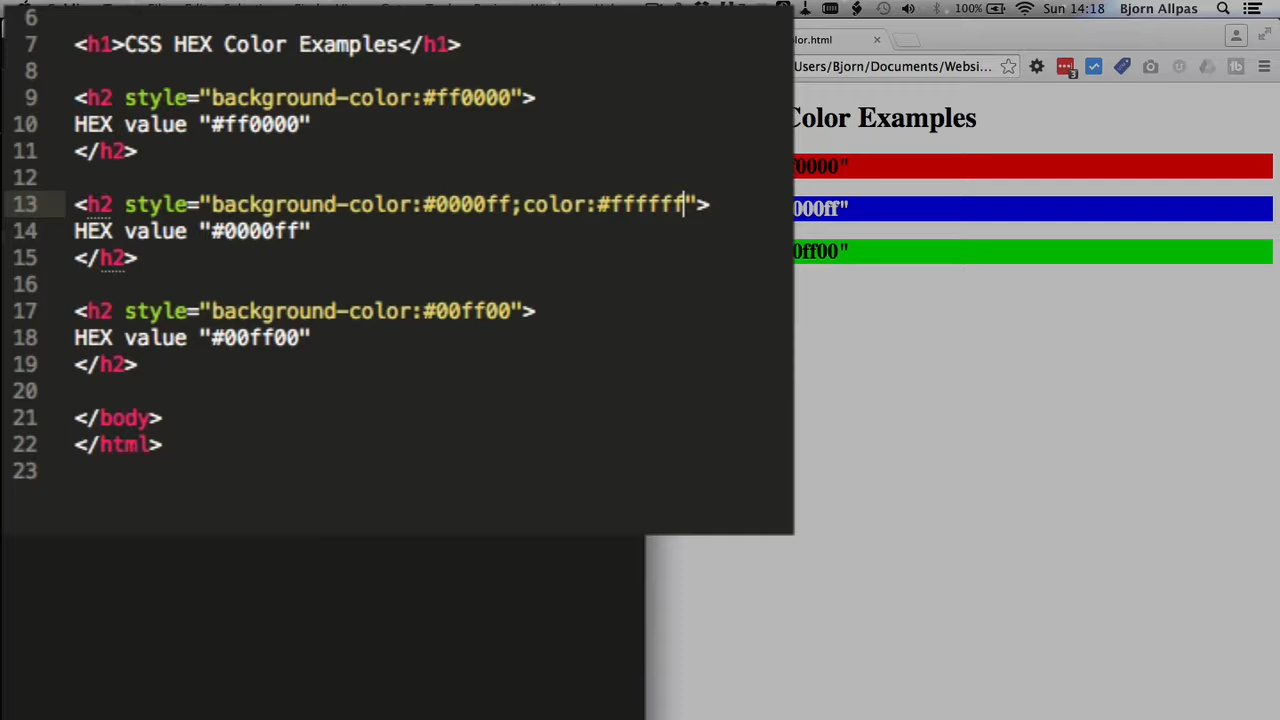 100% Sun 14:18 Bjorn Allpas
6
7 <h1>CSS HEX Color Examples</h1>
8
9 <h2 style="background-color:#ff0000">
10 HEX value "#ff0000"
11 </h2>
12
13 <h2 style="background-color:#0000ff;color:#ffffff">
14 HEX value "#0000ff"
15 </h2>
16
17 <h2 style="background-color:#00ff00">
18 HEX value "#00ff00"
19 </h2>
20
21 </body>
22 </html>
23
olor.html
Users/Bjorn/Documents/Websi...
3
Color Examples
f0000"
000ff"
0ff00"